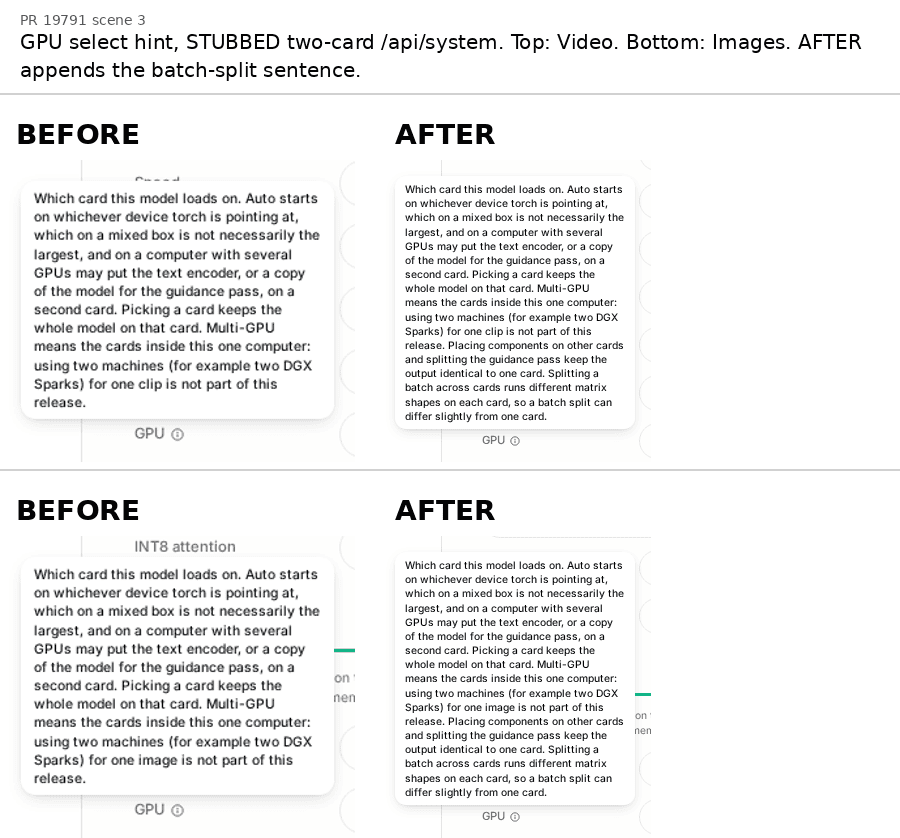 PR 19791 scene 3
GPU select hint, STUBBED two-card /api/system. Top: Video. Bottom: Images. AFTER
appends the batch-split sentence.
BEFORE
Which card this model loads on. Auto starts
on whichever device torch is pointing at,
which on a mixed box is not necessarily the
largest, and on a computer with several
GPUs may put the text encoder, or a copy
of the model for the guidance pass, on a
second card. Picking a card keeps the
whole model on that card. Multi-GPU
means the cards inside this one computer:
using two machines (for example two DGX
Sparks) for one clip is not part of this
release.
GPU
AFTER
Which card this model loads on. Auto starts
on whichever device torch is pointing at,
which on a mixed box is not necessarily the
largest, and on a computer with several
GPUs may put the text encoder, or a copy
of the model for the guidance pass, on a
second card. Picking a card keeps the
whole model on that card. Multi-GPU
means the cards inside this one computer:
using two machines (for example two DGX
Sparks) for one clip is not part of this
release. Placing components on other cards
and splitting the guidance pass keep the
output identical to one card. Splitting a
batch across cards runs different matrix
shapes on each card, so a batch split can
differ slightly from one card.
GPU
BEFORE
INT8 attention
Which card this model loads on. Auto starts
on whichever device torch is pointing at,
which on a mixed box is not necessarily the
largest, and on a computer with several
GPUs may put the text encoder, or a copy
of the model for the guidance pass, on a
second card. Picking a card keeps the
whole model on that card. Multi-GPU
means the cards inside this one computer:
using two machines (for example two DGX
Sparks) for one image is not part of this
release.
GPU
AFTER
Which card this model loads on. Auto starts
on whichever device torch is pointing at,
which on a mixed box is not necessarily the
largest, and on a computer with several
GPUs may put the text encoder, or a copy
of the model for the guidance pass, on a
second card. Picking a card keeps the
whole model on that card. Multi-GPU
means the cards inside this one computer:
using two machines (for example two DGX
Sparks) for one image is not part of this
release. Placing components on other cards
and splitting the guidance pass keep the
output identical to one card. Splitting a
batch across cards runs different matrix
shapes on each card, so a batch split can
differ slightly from one card.
GPU